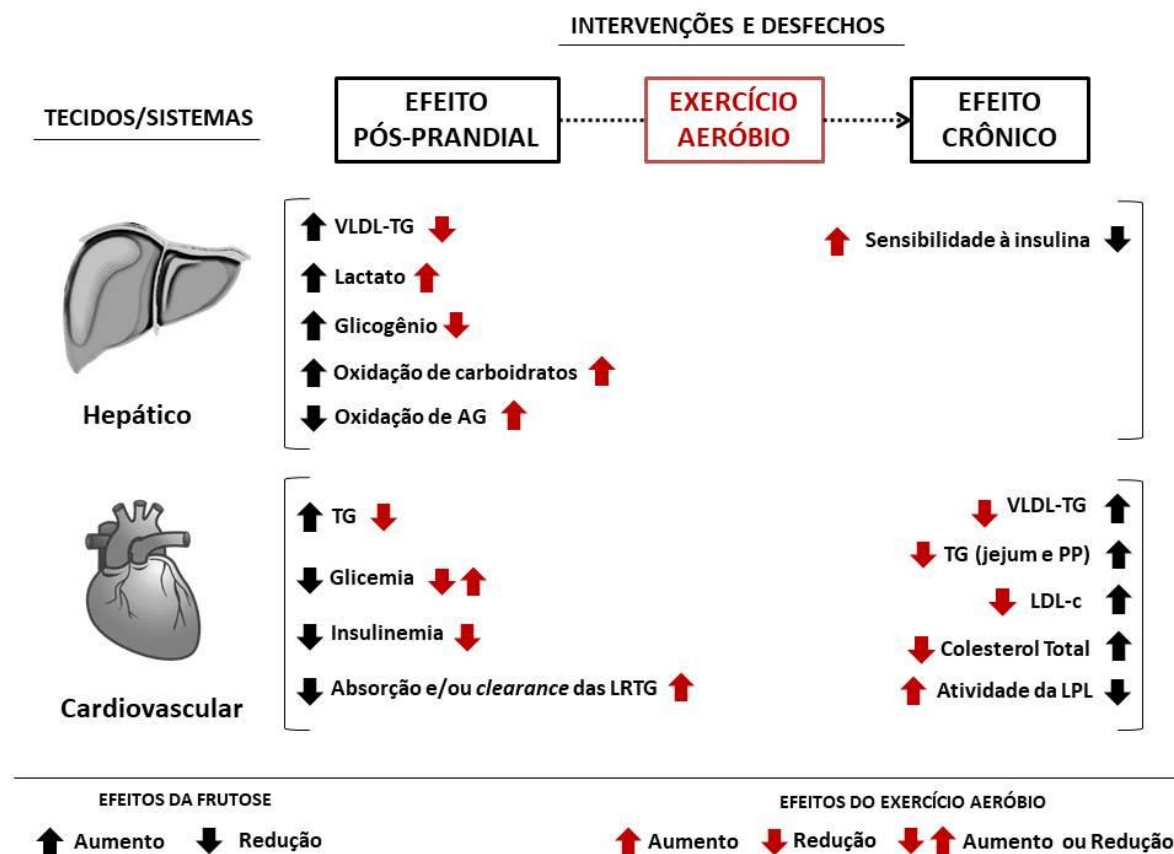 INTERVENÇÕES E DESFECHOS
TECIDOS/SISTEMAS
EFEITO
PÓS-PRANDIAL
EXERCÍCIO
AERÓBIO
EFEITO
CRÔNICO
VLDL-TG
Lactato
Glicogênio
Oxidação de carboidratos
Oxidação de AG
Sensibilidade à insulina
Hepático
TG
Glicemia
Insulinemia
Absorção e/ou clearance das LRTG
VLDL-TG
TG (jejum e PP)
LDL-c
Colesterol Total
Atividade da LPL
Cardiovascular
EFEITOS DA FRUTOSE
Aumento Redução
EFEITOS DO EXERCÍCIO AERÓBIO
Aumento Redução Aumento ou Redução